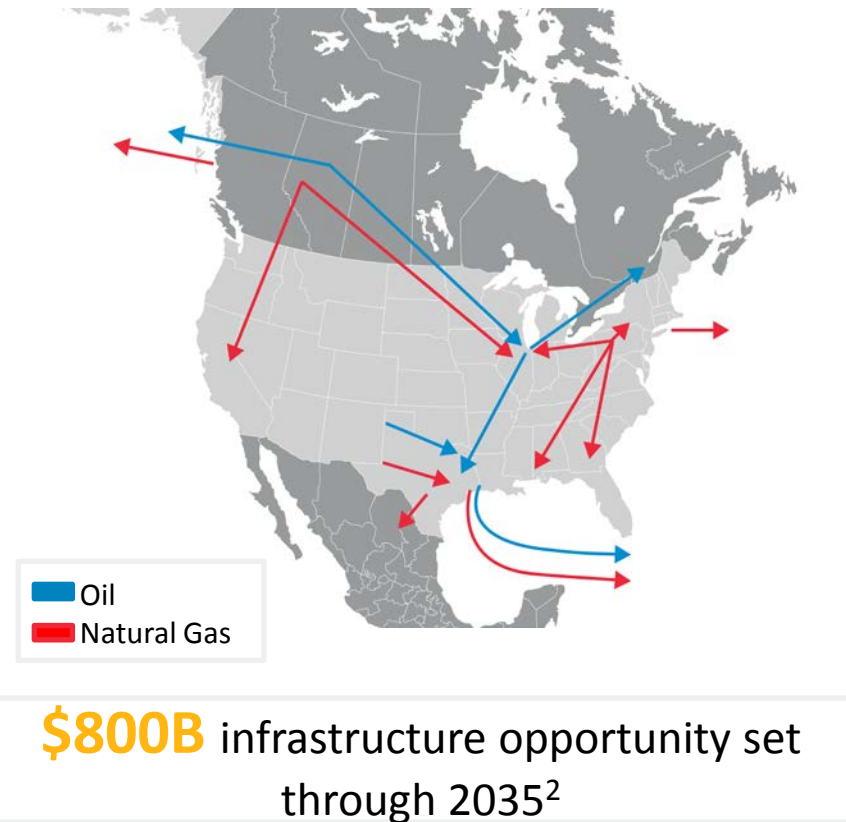 Oil
Natural Gas
$800B infrastructure opportunity set
through 2035²